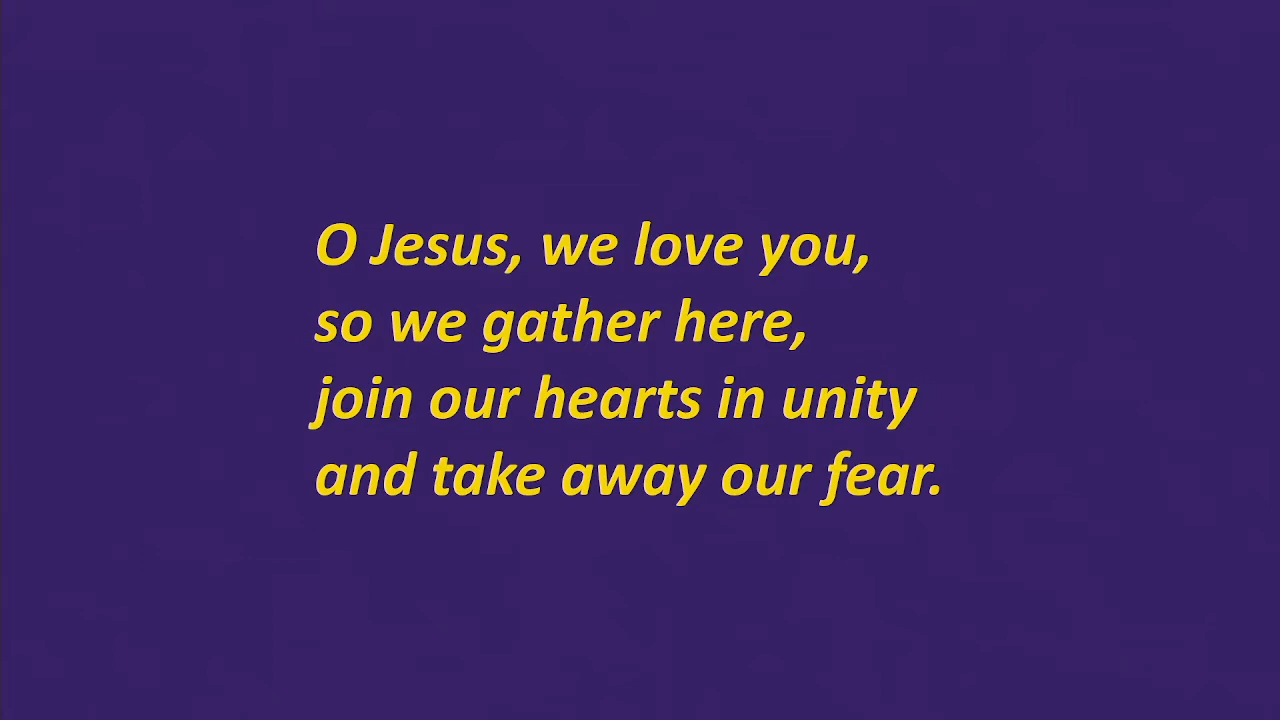 O Jesus, we love you,
so we gather here,
join our hearts in unity
and take away our fear.